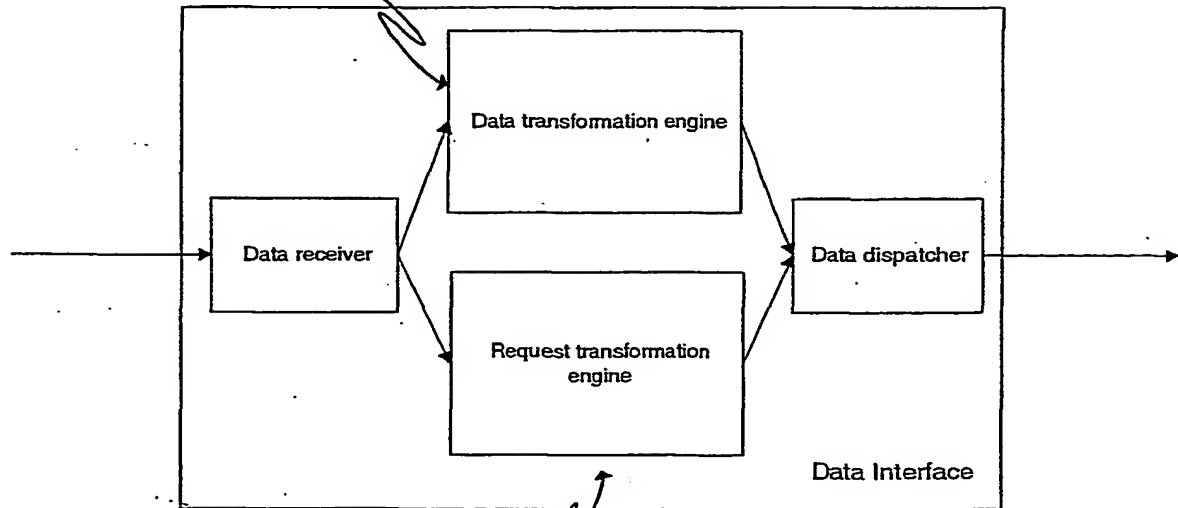 Data transformation engine
Data receiver
Data dispatcher
Request transformation
engine
Data Interface